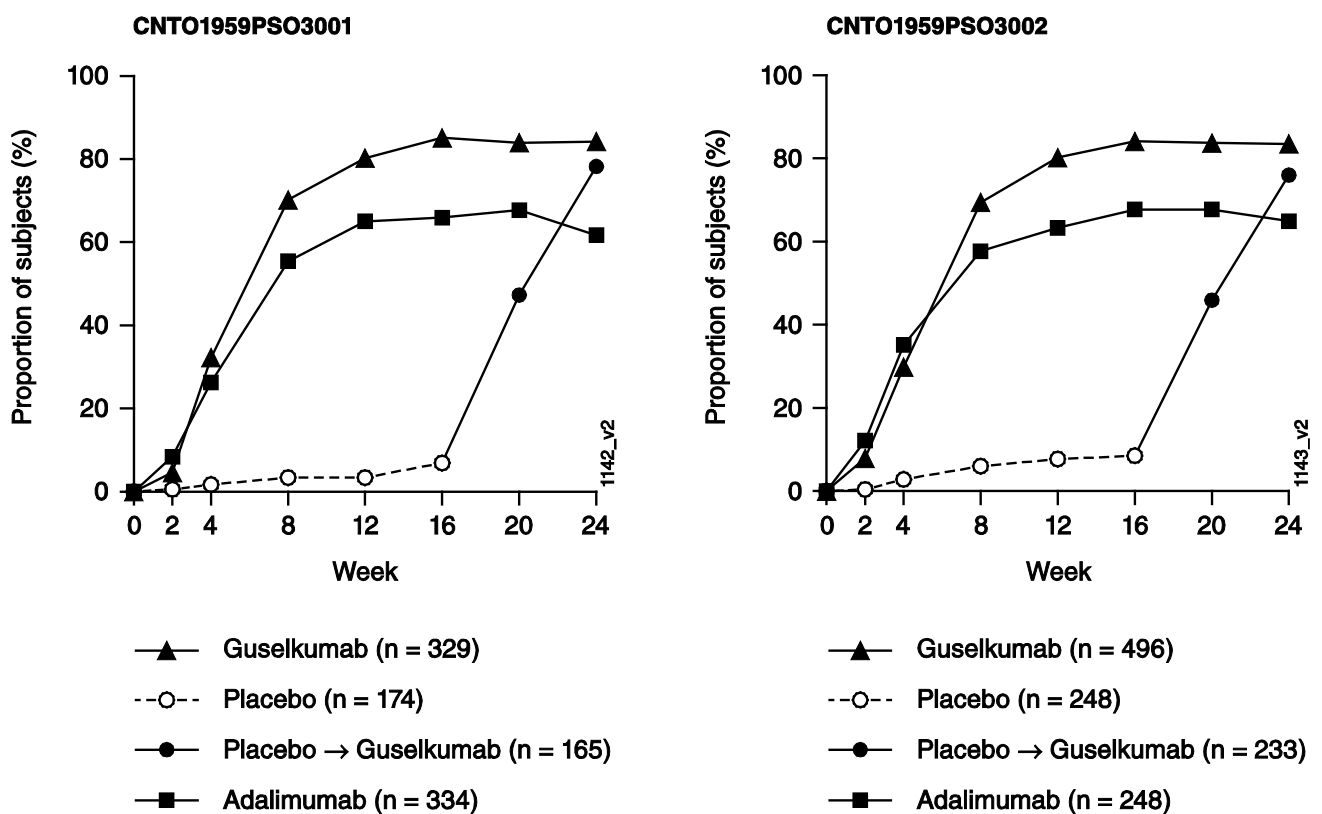 CNTO1959PSO3001
Proportion of subjects (%)
100
80
60
40
20
0
0 2 4 8 12 16 20 24
Week
1142_v2
Guselkumab (n = 329)
Placebo (n = 174)
Placebo → Guselkumab (n = 165)
Adalimumab (n = 334)
CNTO1959PSO3002
Proportion of subjects (%)
100
80
60
40
20
0
0 2 4 8 12 16 20 24
Week
1143_v2
Guselkumab (n = 496)
Placebo (n = 248)
Placebo → Guselkumab (n = 233)
Adalimumab (n = 248)